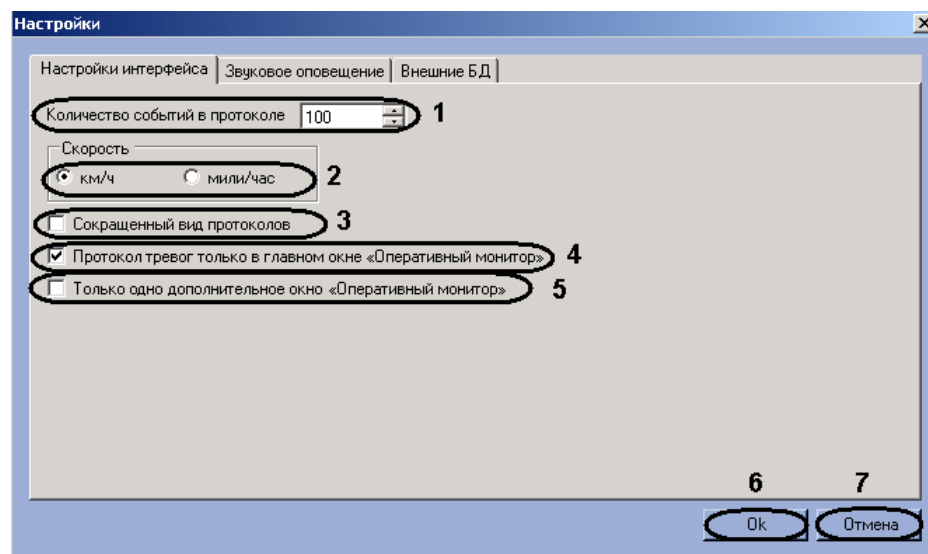 Настройки
Настройки интерфейса Звуковое оповещение Внешние БД
Количество событий в протоколе 100 1
Скорость
км/ч мили/час 2
Сокращенный вид протоколов 3
Протокол тревог только в главном окне «Оперативный монитор» 4
Только одно дополнительное окно «Оперативный монитор» 5
6 7
Ok Отмена